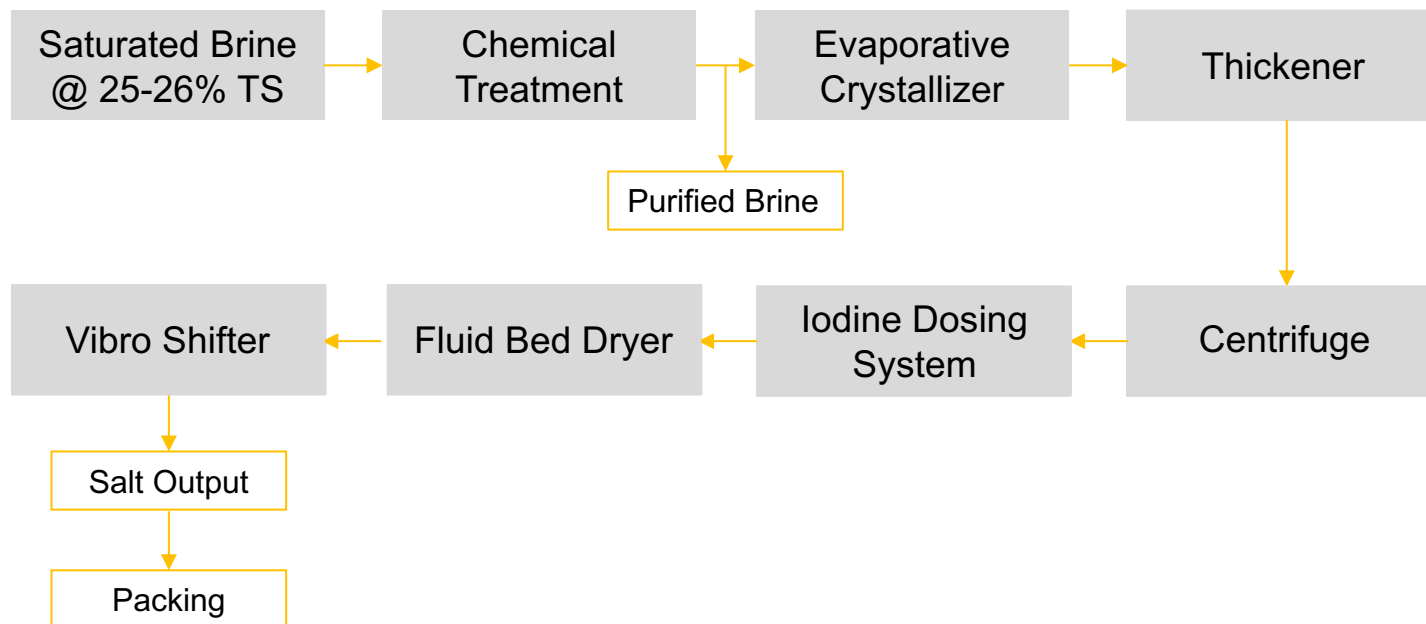 Saturated Brine
@ 25-26% TS
Chemical
Treatment
Evaporative
Crystallizer
Thickener
Purified Brine
Vibro Shifter
Fluid Bed Dryer
Iodine Dosing
System
Centrifuge
Salt Output
Packing